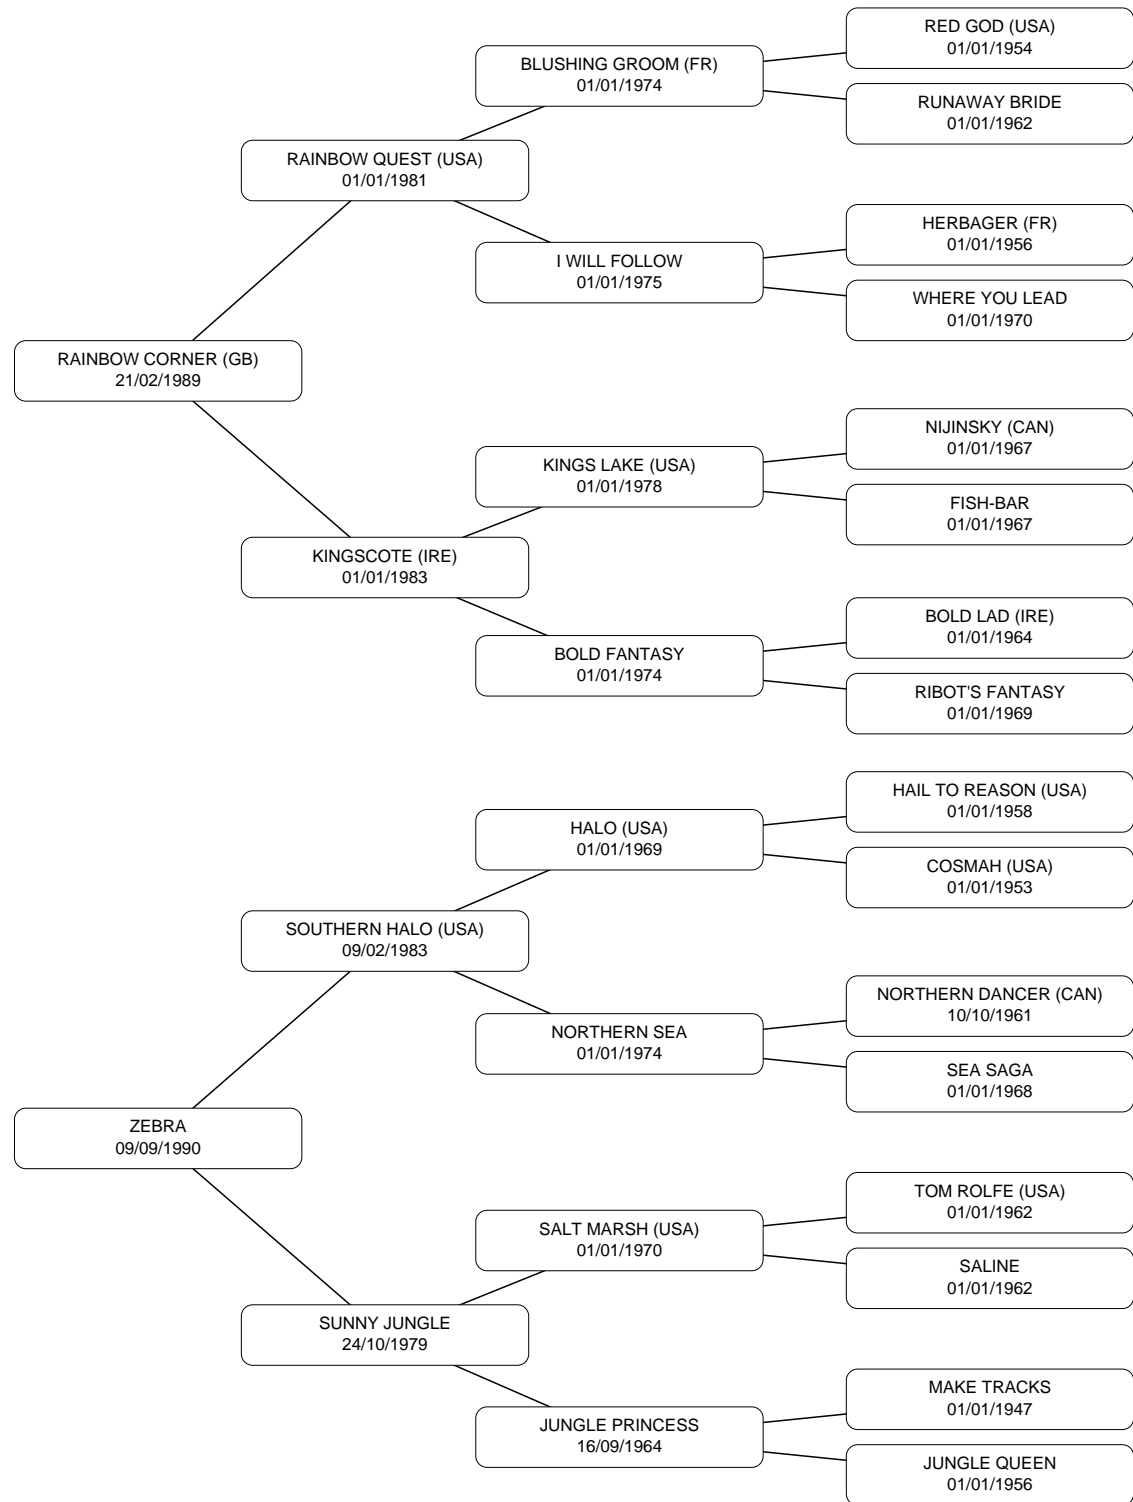 RED GOD (USA)
01/01/1954
BLUSHING GROOM (FR)
01/01/1974
RUNAWAY BRIDE
01/01/1962
RAINBOW QUEST (USA)
01/01/1981
HERBAGER (FR)
01/01/1956
I WILL FOLLOW
01/01/1975
WHERE YOU LEAD
01/01/1970
RAINBOW CORNER (GB)
21/02/1989
NIJINSKY (CAN)
01/01/1967
KINGS LAKE (USA)
01/01/1978
FISH-BAR
01/01/1967
KINGSCOTE (IRE)
01/01/1983
BOLD LAD (IRE)
01/01/1964
BOLD FANTASY
01/01/1974
RIBOT'S FANTASY
01/01/1969
HAIL TO REASON (USA)
01/01/1958
HALO (USA)
01/01/1969
COSMAH (USA)
01/01/1953
SOUTHERN HALO (USA)
09/02/1983
NORTHERN DANCER (CAN)
10/10/1961
NORTHERN SEA
01/01/1974
SEA SAGA
01/01/1968
ZEBRA
09/09/1990
TOM ROLFE (USA)
01/01/1962
SALT MARSH (USA)
01/01/1970
SALINE
01/01/1962
SUNNY JUNGLE
24/10/1979
MAKE TRACKS
01/01/1947
JUNGLE PRINCESS
16/09/1964
JUNGLE QUEEN
01/01/1956